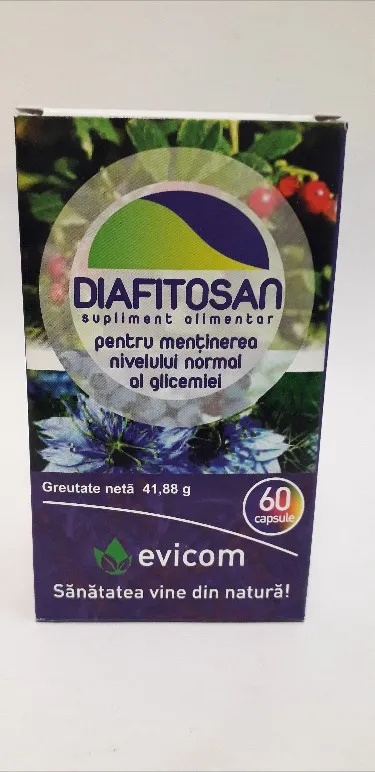 DIAFITOSAN
supliment alimentar
pentru menținerea
nivelului normal
al glicemiei
Greutate netă 41,88 g
60
capsule
evicom
Sănătatea vine din natură!